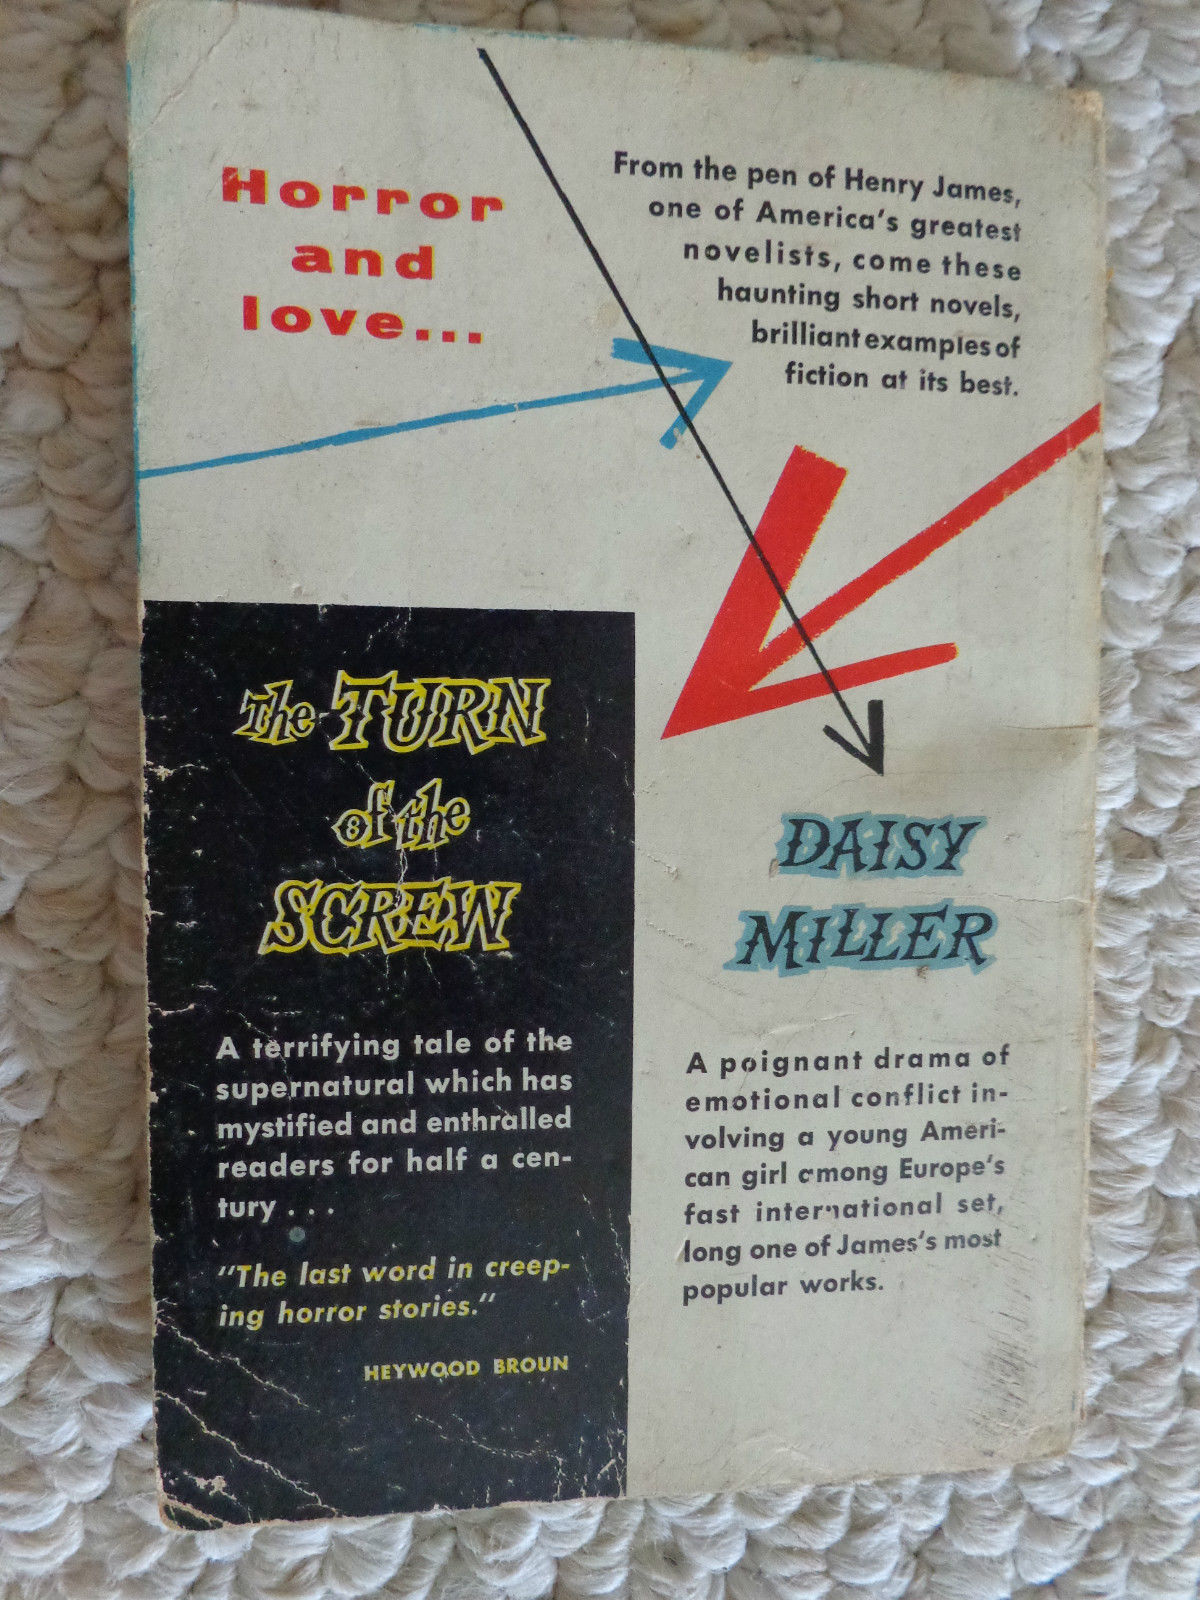 Horror
and
love...
From the pen of Henry James,
one of America's greatest
novelists, come these
haunting short novels,
brilliant examples of
fiction at its best.
The TURN
of the
SCREW
A terrifying tale of the
supernatural which has
mystified and enthralled
readers for half a cen-
tury . . .
"The last word in creep-
ing horror stories."
HEYWOOD BROUN
DAISY
MILLER
A poignant drama of
emotional conflict in-
volving a young Ameri-
can girl among Europe's
fast international set,
long one of James's most
popular works.